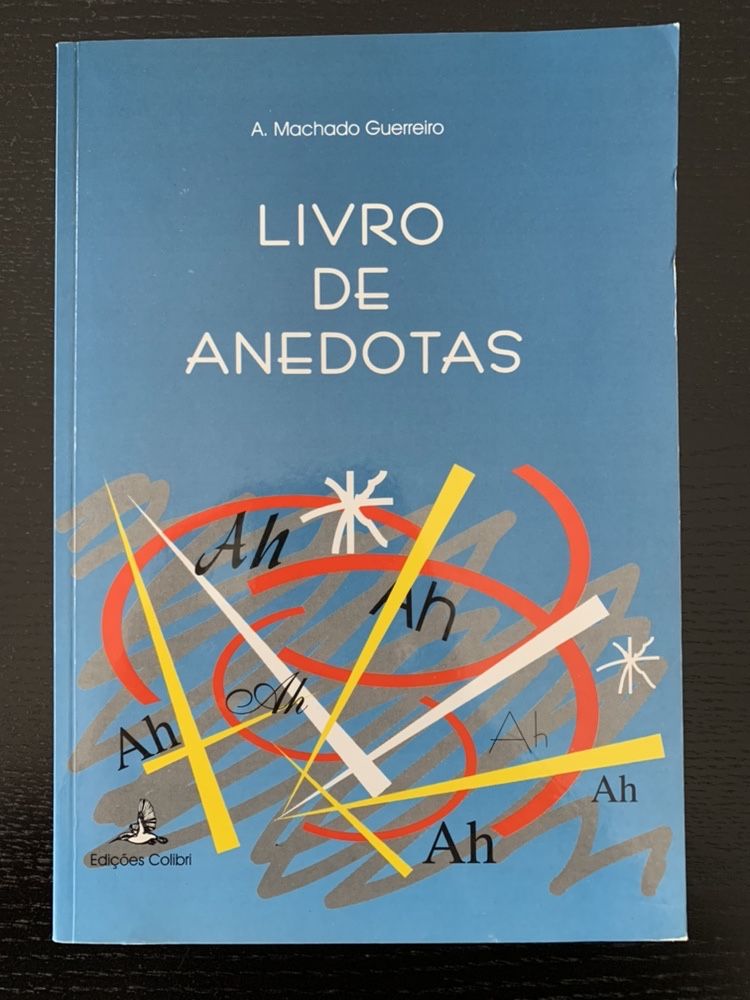 A. Machado Guerreiro
LIVRO
DE
ANEDOTAS
Ah
Ah
Ah
Ah
Ah
Ah
Ah
Edições Colibri